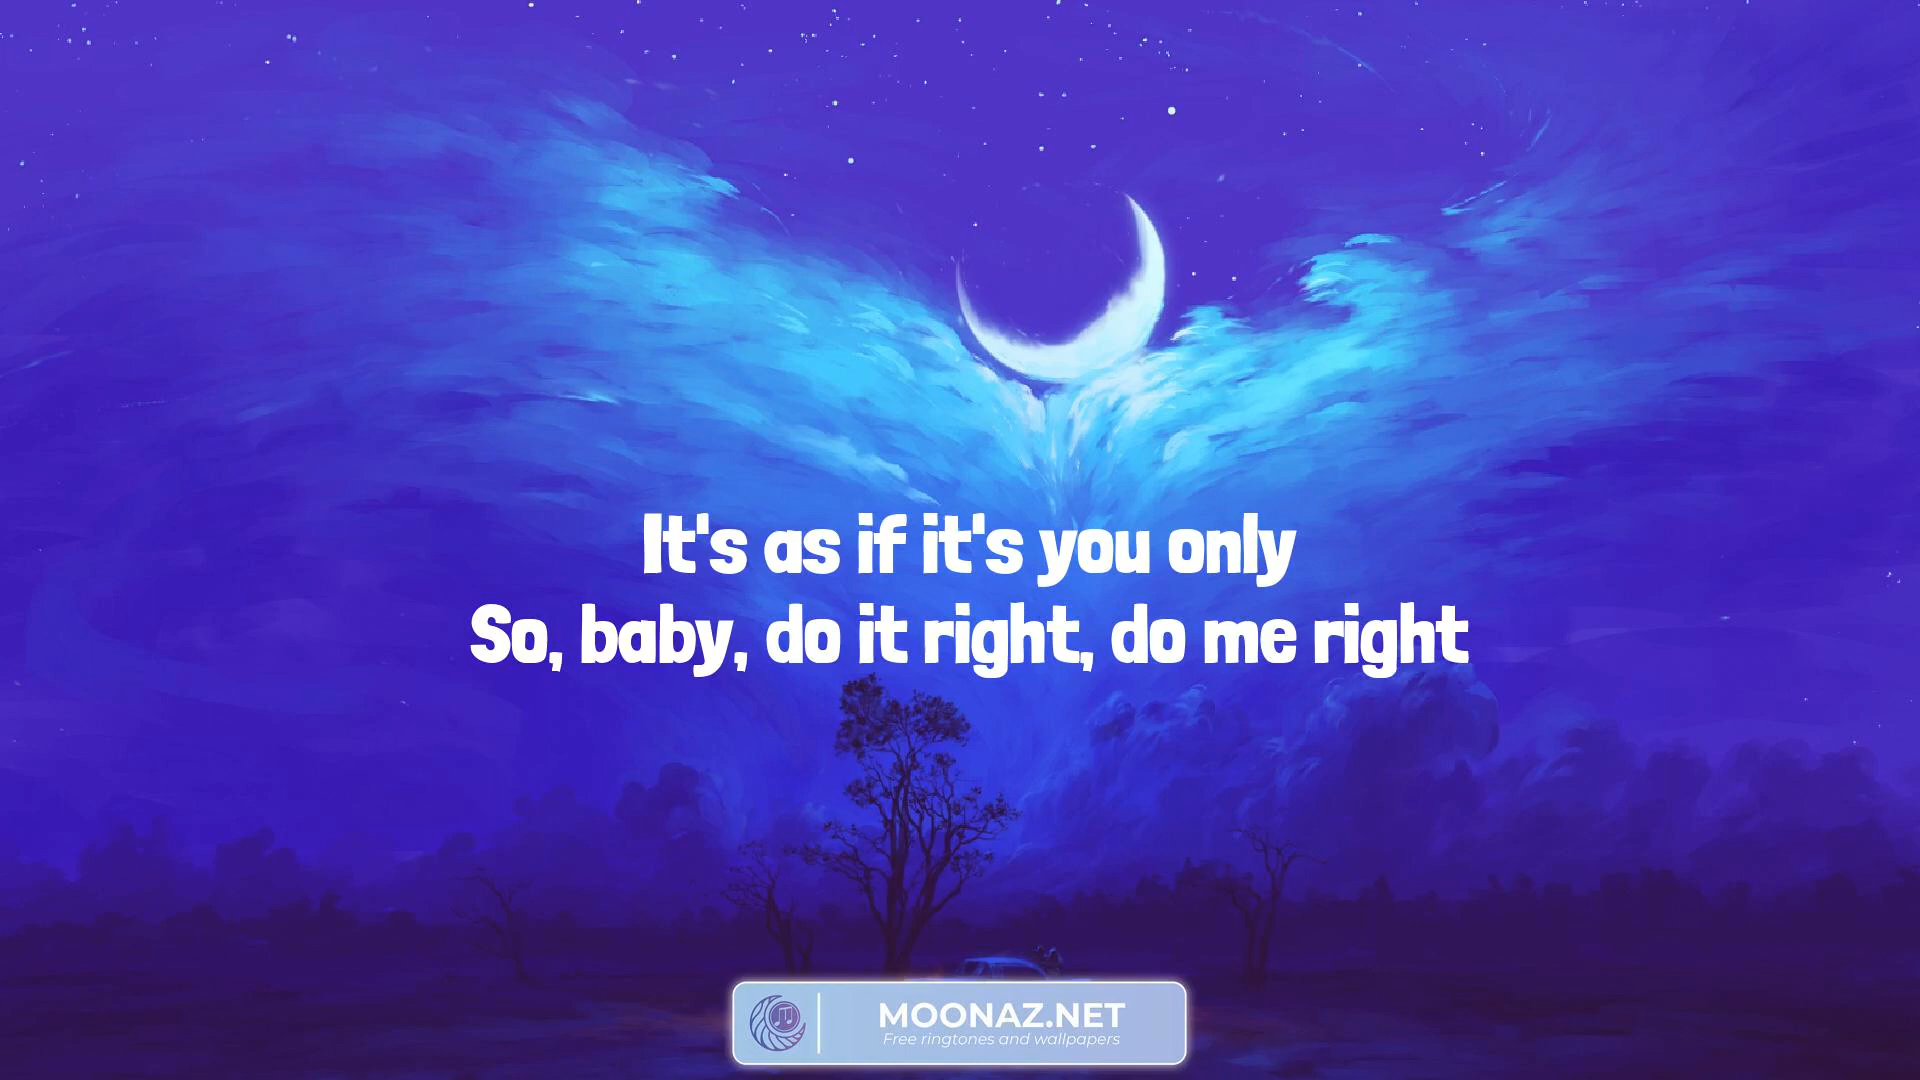 It's as if it's you only
So, baby, do it right, do me right
MOONAZ.NET
Free ringtones and wallpapers